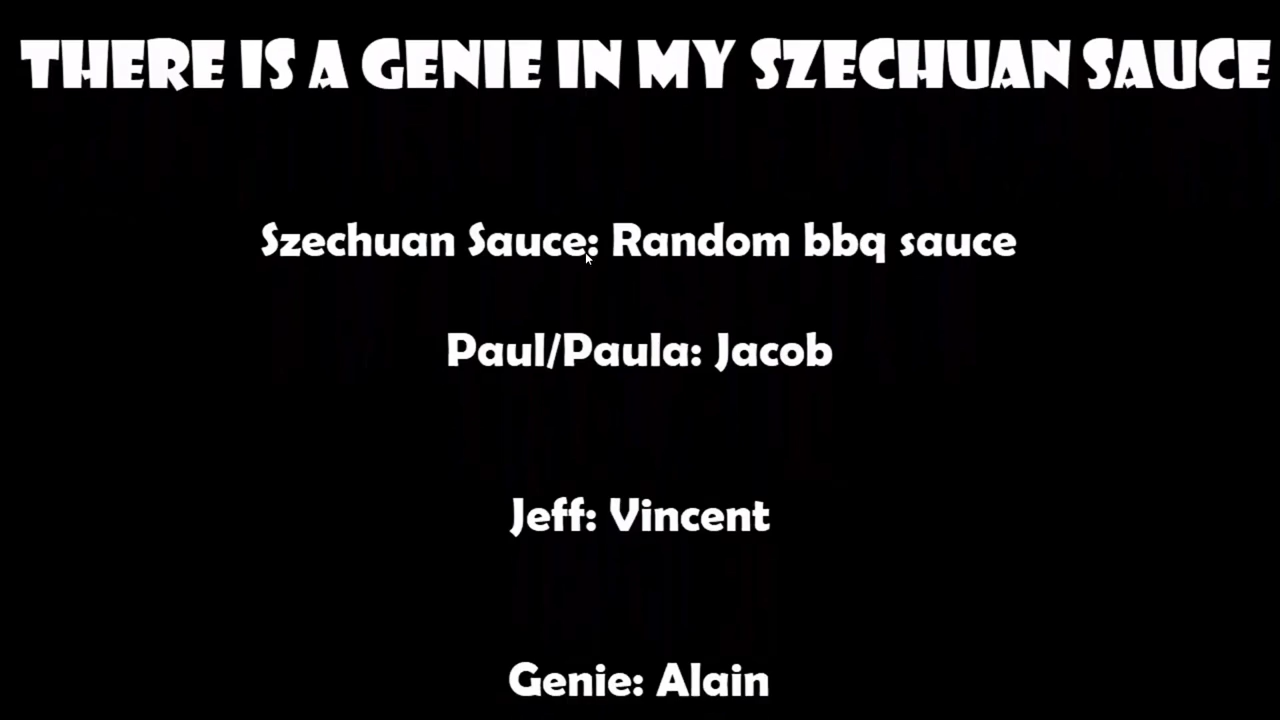 THERE IS A GENIE IN MY SZECHUAN SAUCE
Szechuan Sauce: Random bbq sauce
Paul/Paula: Jacob
Jeff: Vincent
Genie: Alain